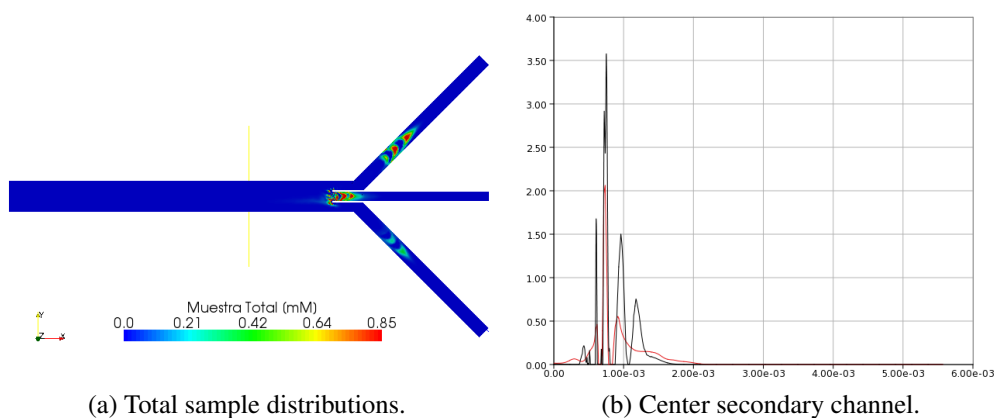 Muestra Total [mM]
0.0 0.21 0.42 0.64 0.85
Y
Z X
(a) Total sample distributions.
4.00
3.50
3.00
2.50
2.00
1.50
1.00
0.50
0.00
0.00 1.00e-03 2.00e-03 3.00e-03 4.00e-03 5.00e-03 6.00e-03
(b) Center secondary channel.